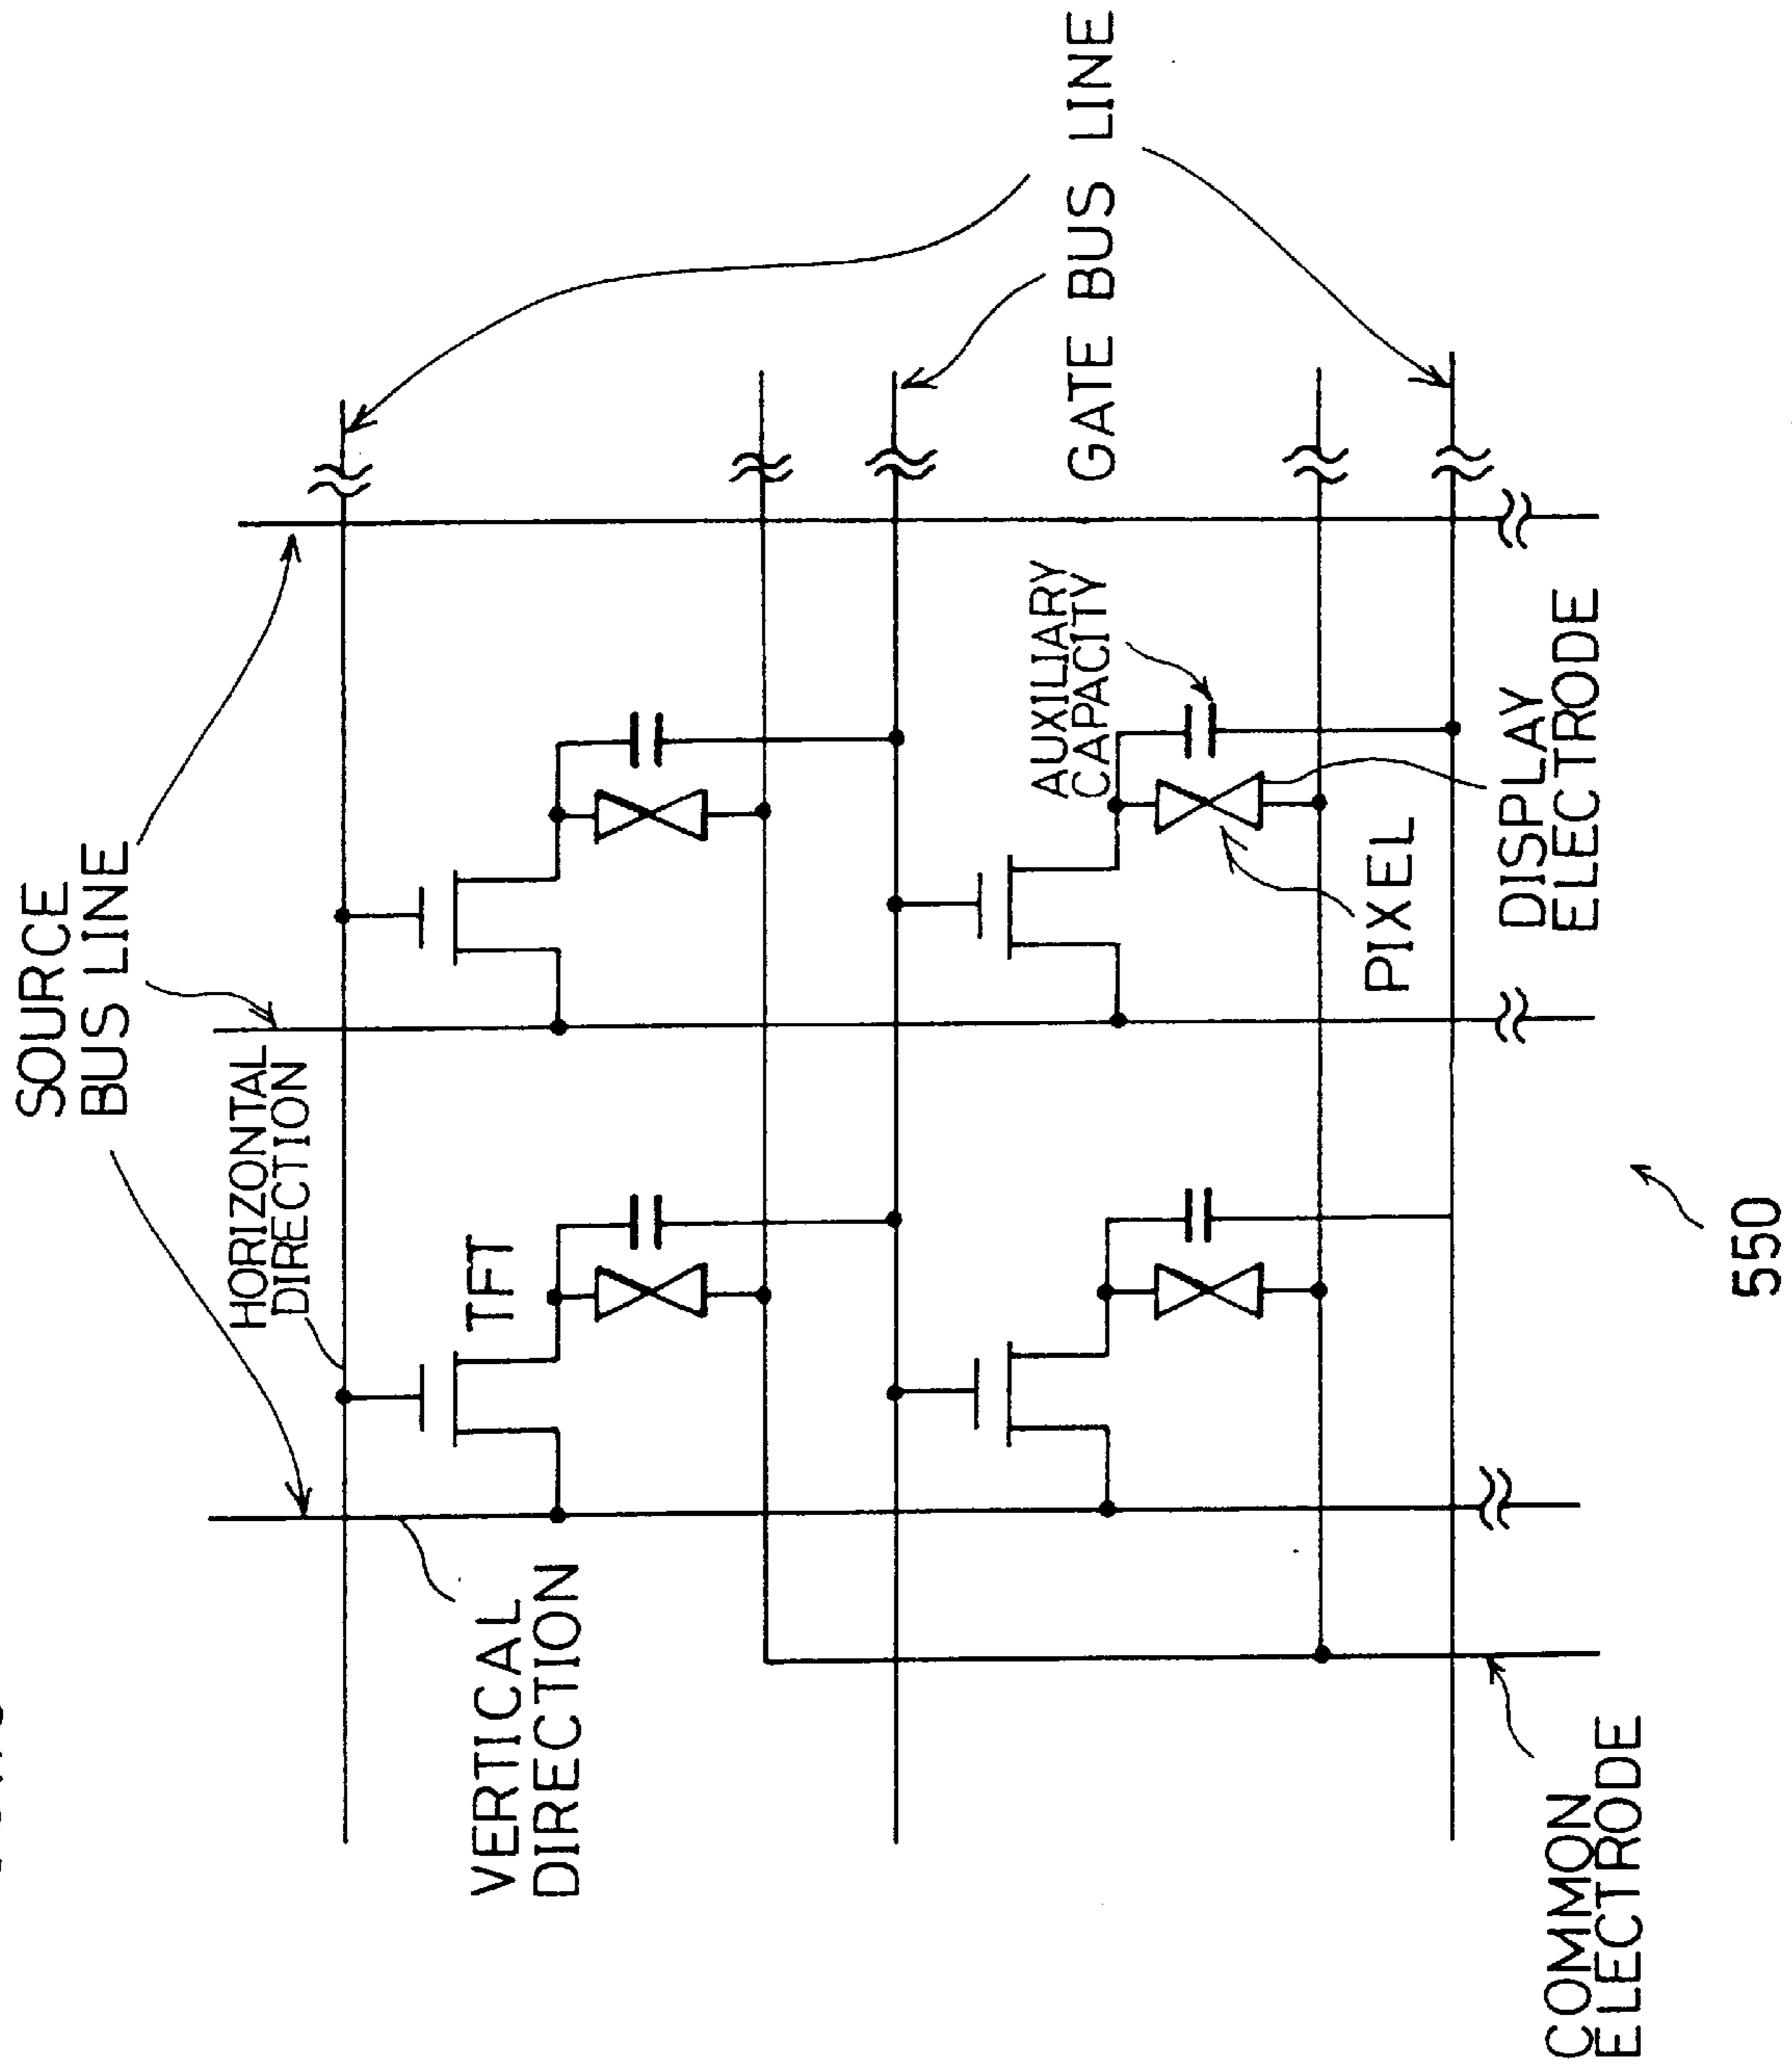 SOURCE
BUS LINE
HORIZONTAL
DIRECTION
TFT
VERTICAL
DIRECTION
GATE BUS LINE
AUXILIARY
CAPACITY
PIXEL
DISPLAY
ELECTRODE
COMMON
ELECTRODE
550